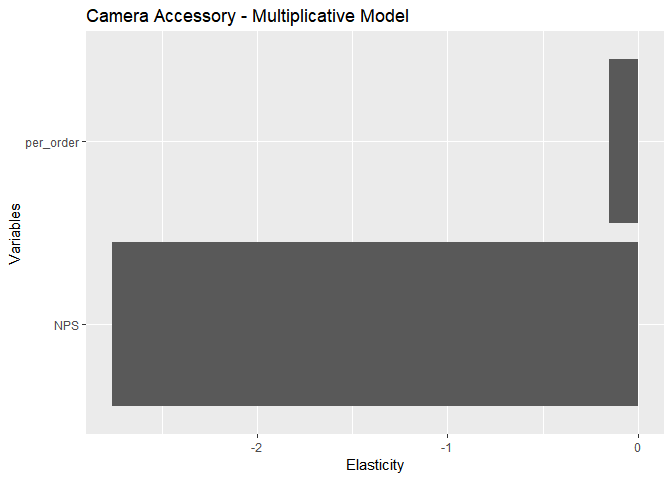 Camera Accessory - Multiplicative Model
per_order
NPS
Variables
-2
-1
0
Elasticity